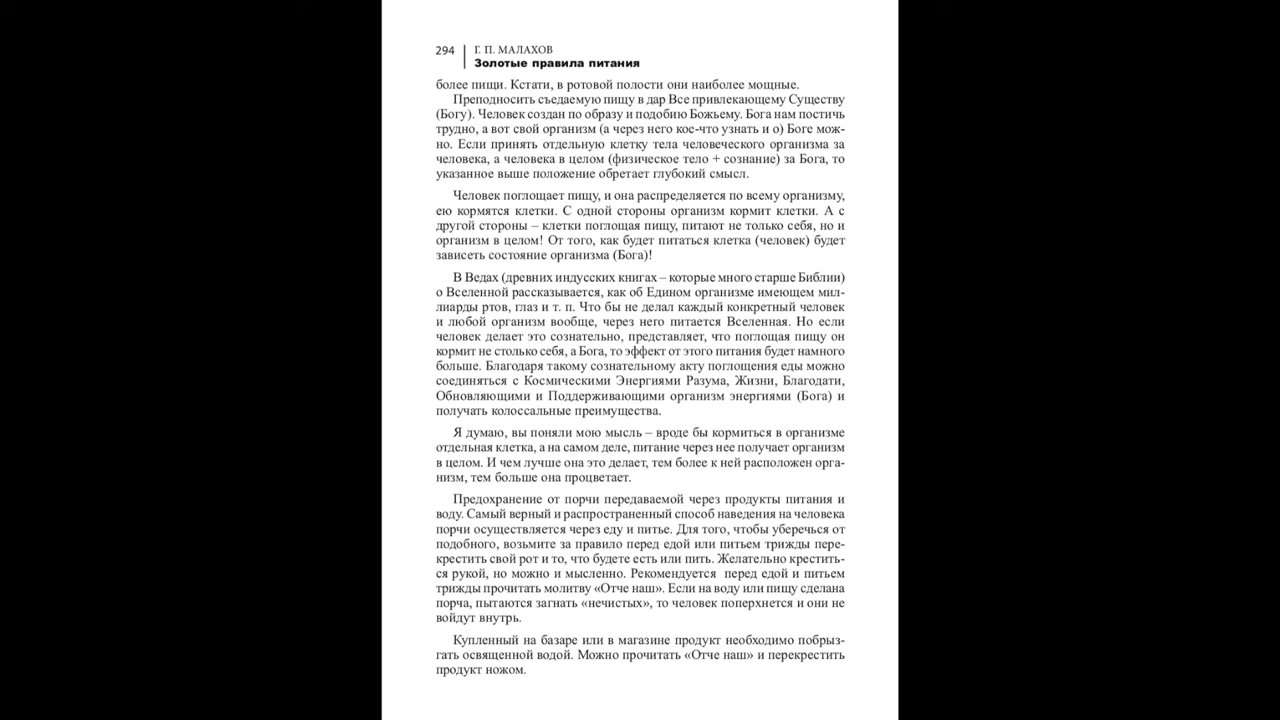 294
Г. П. МАЛАХОВ
Золотые правила питания
более пищи. Кстати, в ротовой полости они наиболее мощные.
Преподносить съедаемую пищу в дар Все привлекающему Существу
(Богу). Человек создан по образу и подобию Божьему. Бога нам постичь
трудно, а вот свой организм (а через него кое-что узнать и о) Боге мож-
но. Если принять отдельную клетку тела человеческого организма за
человека, а человека в целом (физическое тело + сознание) за Бога, то
указанное выше положение обретает глубокий смысл.
Человек поглощает пищу, и она распределяется по всему организму,
ею кормятся клетки. С одной стороны организм кормит клетки. А с
другой стороны – клетки поглощая пищу, питают не только себя, но и
организм в целом! От того, как будет питаться клетка (человек) будет
зависеть состояние организма (Бога)!
В Ведах (древних индусских книгах – которые много старше Библии)
о Вселенной рассказывается, как об Едином организме имеющем мил-
лиарды ртов, глаз и т. п. Что бы не делал каждый конкретный человек
и любой организм вообще, через него питается Вселенная. Но если
человек делает это сознательно, представляет, что поглощая пищу он
кормит не столько себя, а Бога, то эффект от этого питания будет намного
больше. Благодаря такому сознательному акту поглощения еды можно
соединяться с Космическими Энергиями Разума, Жизни, Благодати,
Обновляющими и Поддерживающими организм энергиями (Бога) и
получать колоссальные преимущества.
Я думаю, вы поняли мою мысль – вроде бы кормиться в организме
отдельная клетка, а на самом деле, питание через нее получает организм
в целом. И чем лучше она это делает, тем более к ней расположен орга-
низм, тем больше она процветает.
Предохранение от порчи передаваемой через продукты питания и
воду. Самый верный и распространенный способ наведения на человека
порчи осуществляется через еду и питье. Для того, чтобы уберечься от
подобного, возьмите за правило перед едой или питьем трижды пере-
крестить свой рот и то, что будете есть или пить. Желательно крестить-
ся рукой, но можно и мысленно. Рекомендуется перед едой и питьем
трижды прочитать молитву «Отче наш». Если на воду или пищу сделана
порча, пытаются загнать «нечистых», то человек поперхнется и они не
войдут внутрь.
Купленный на базаре или в магазине продукт необходимо побрыз-
гать освященной водой. Можно прочитать «Отче наш» и перекрестить
продукт ножом.